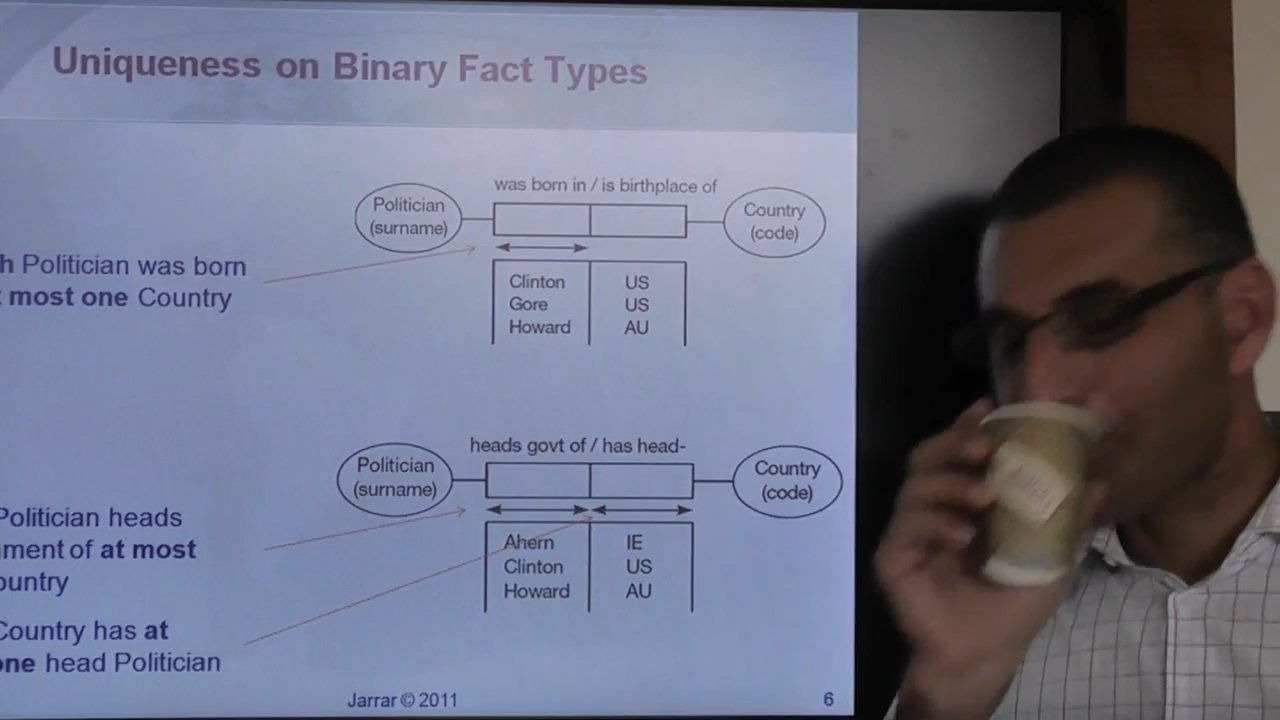 Uniqueness on Binary Fact Types
was born in / is birthplace of
Politician
(surname)
Country
(code)
h Politician was born
most one Country
Clinton US
Gore US
Howard AU
heads govt of / has head-
Politician
(surname)
Country
(code)
Politician heads
nment of at most
ountry
Country has at
one head Politician
Ahern IE
Clinton US
Howard AU
Jarrar © 2011
6